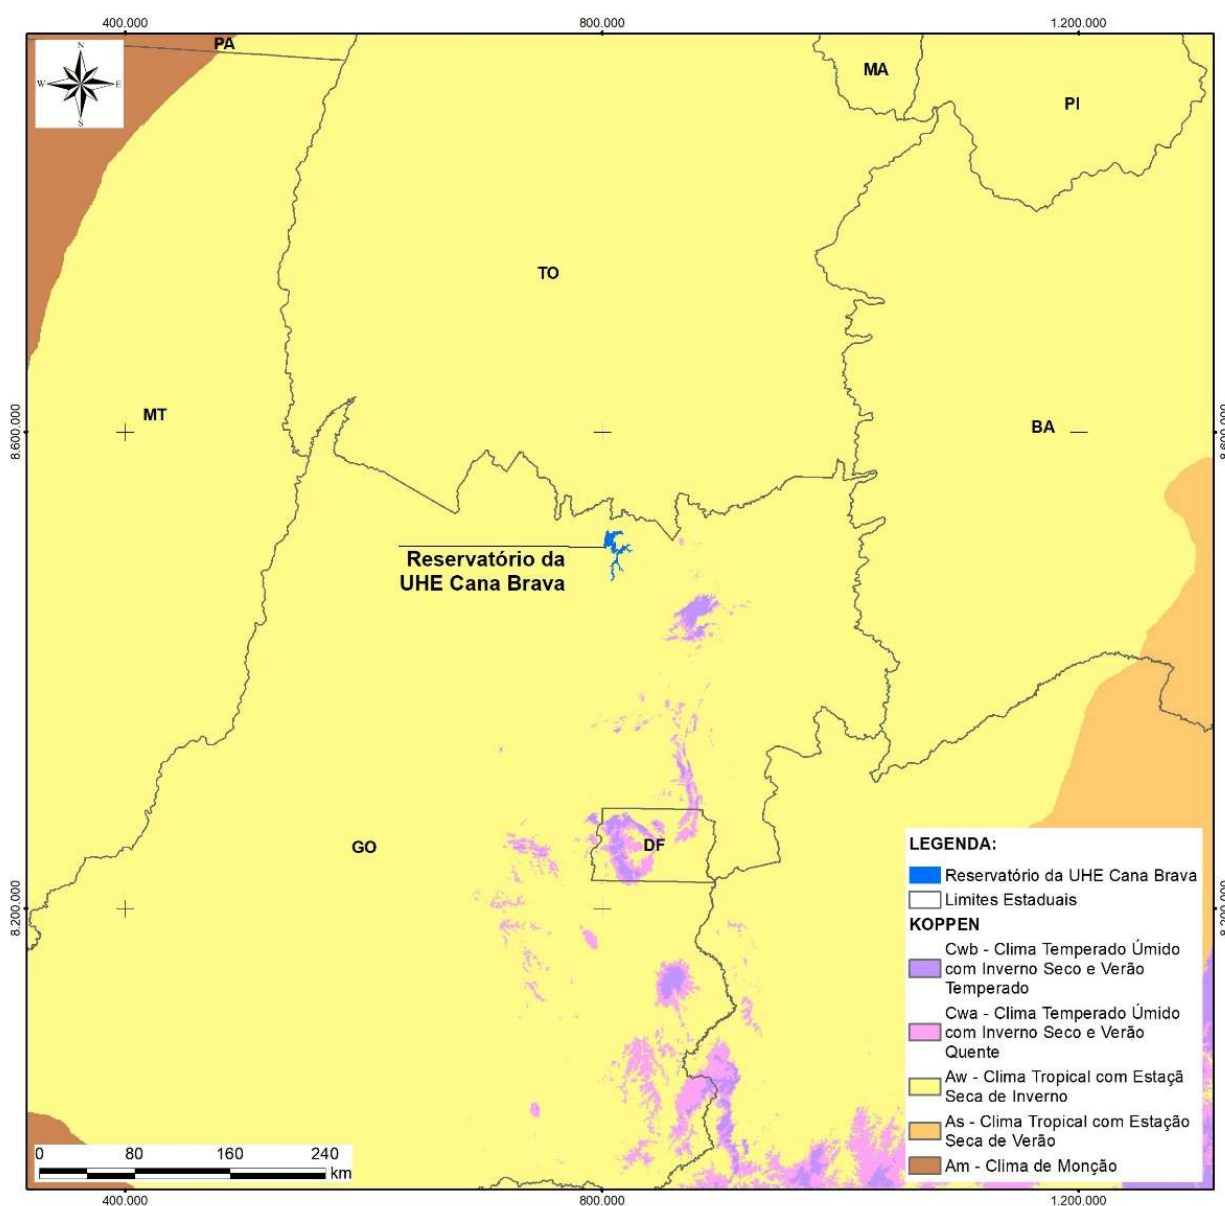 400.000
800.000
1.200.000
PA
N
W
E
S
MA
PI
TO
8.600.000
MT
BA
8.600.000
Reservatório da
UHE Cana Brava
GO
DF
8.200.000
8.200.000
LEGENDA:
Reservatório da UHE Cana Brava
Limites Estaduais
KOPPEN
Cwb - Clima Temperado Úmido
com Inverno Seco e Verão
Temperado
Cwa - Clima Temperado Úmido
com Inverno Seco e Verão
Quente
Aw - Clima Tropical com Estaçã
Seca de Inverno
As - Clima Tropical com Estação
Seca de Verão
Am - Clima de Monção
0
80
160
240
km
400.000
800.000
1.200.000